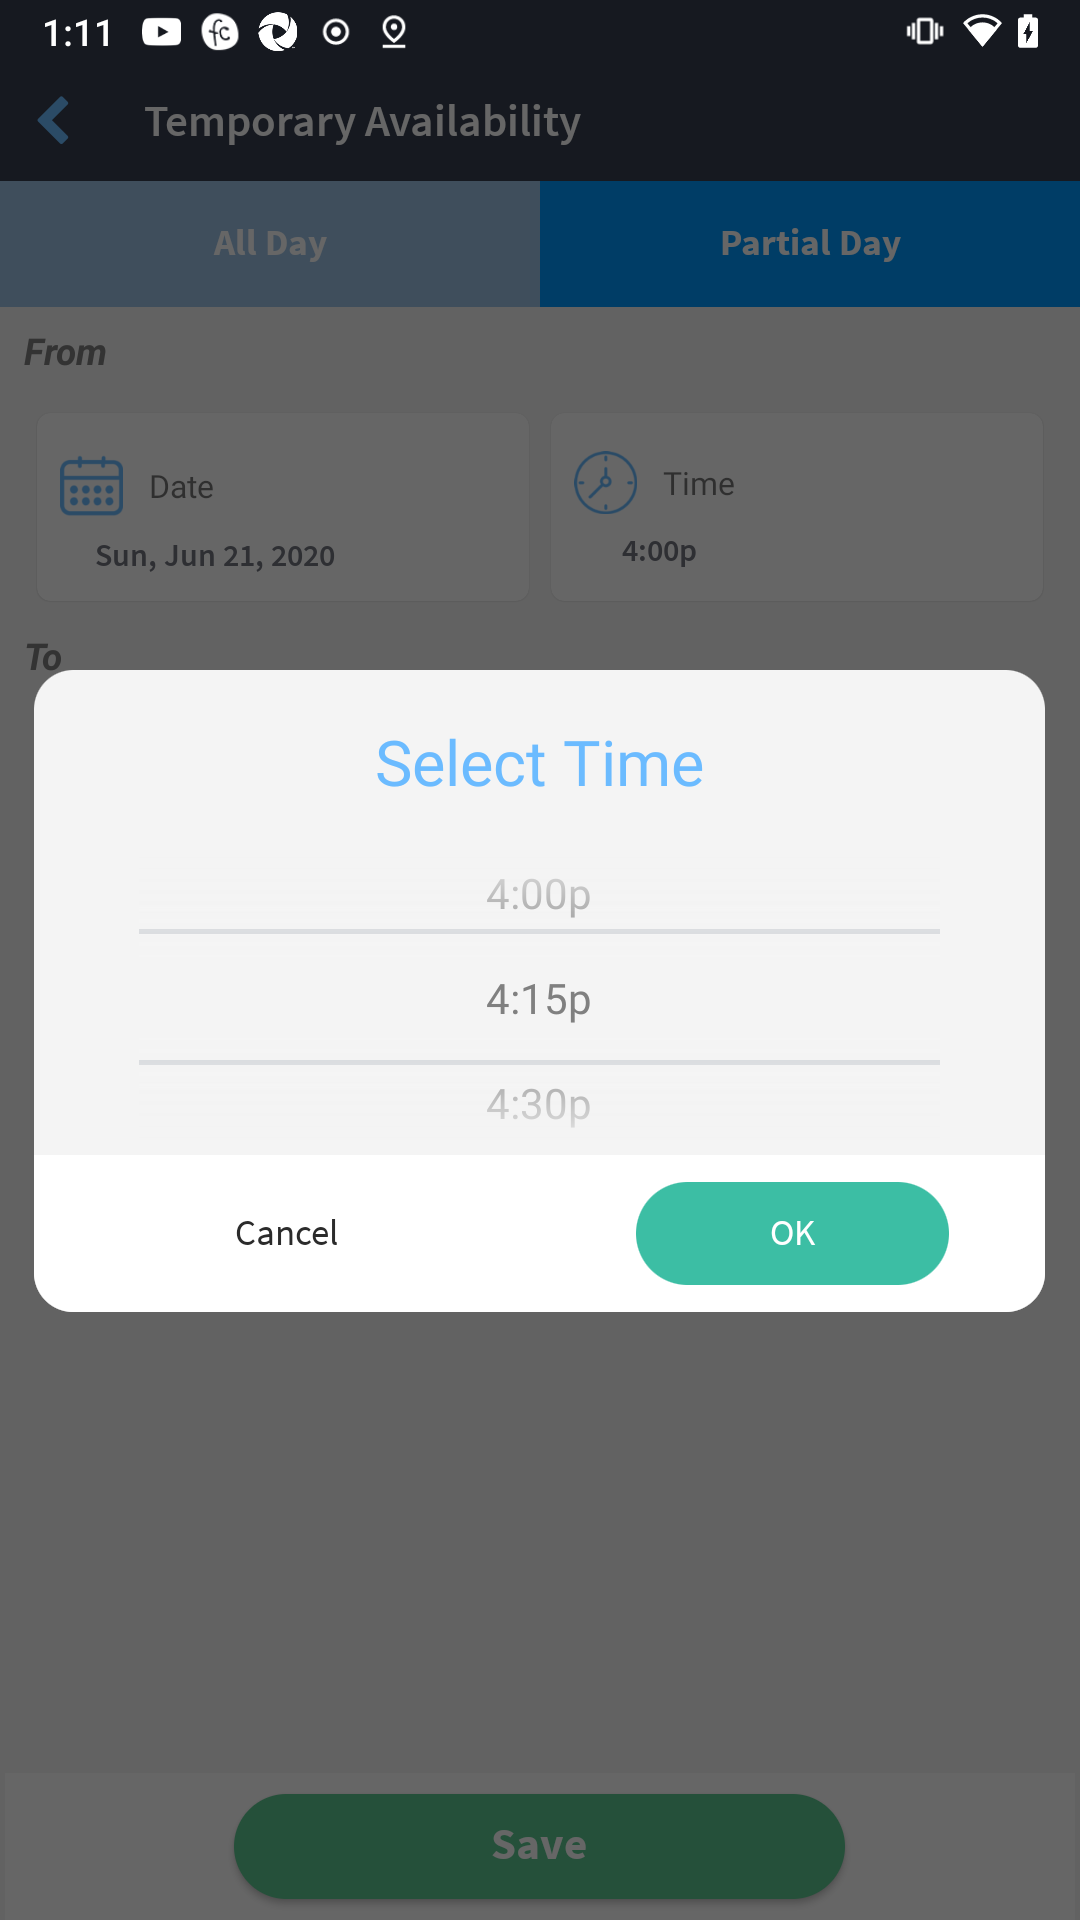 1:11
Temporary Availability
All Day
Partial Day
From
Date
Sun, Jun 21, 2020
Time
4:00p
To
Select Time
4:00p
4:15p
4:30p
Cancel
OK
Save